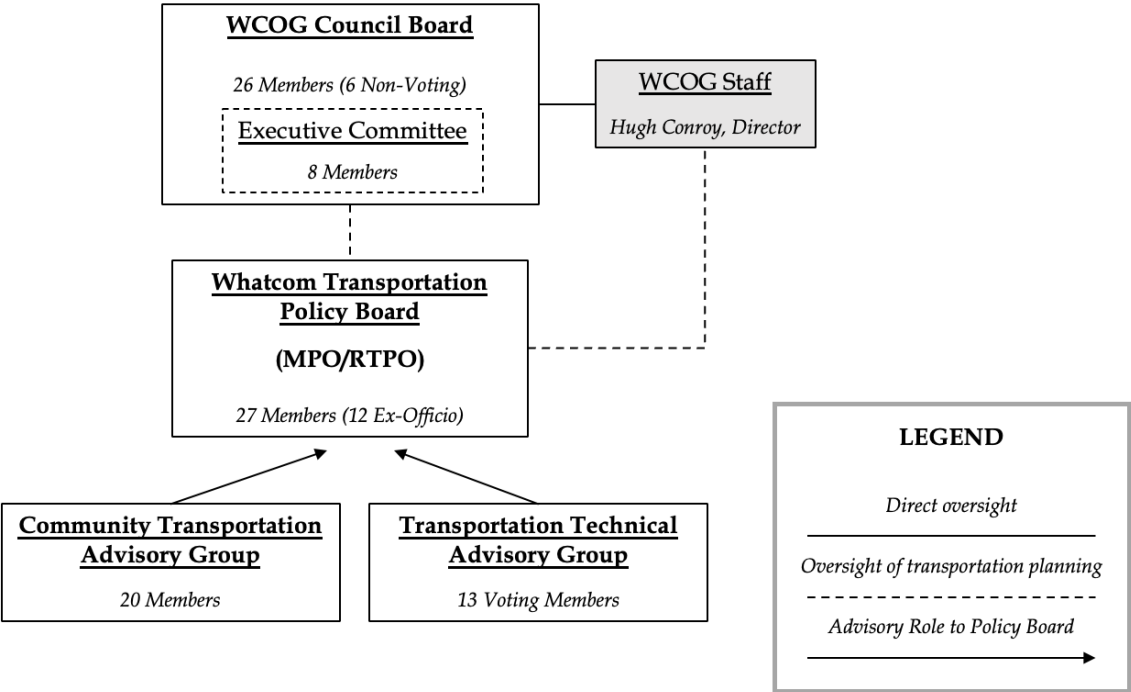 WCOG Council Board
26 Members (6 Non-Voting)
Executive Committee
8 Members
WCOG Staff
Hugh Conroy, Director
Whatcom Transportation
Policy Board
(MPO/RTPO)
27 Members (12 Ex-Officio)
Community Transportation
Advisory Group
20 Members
Transportation Technical
Advisory Group
13 Voting Members
LEGEND
Direct oversight
Oversight of transportation planning
Advisory Role to Policy Board